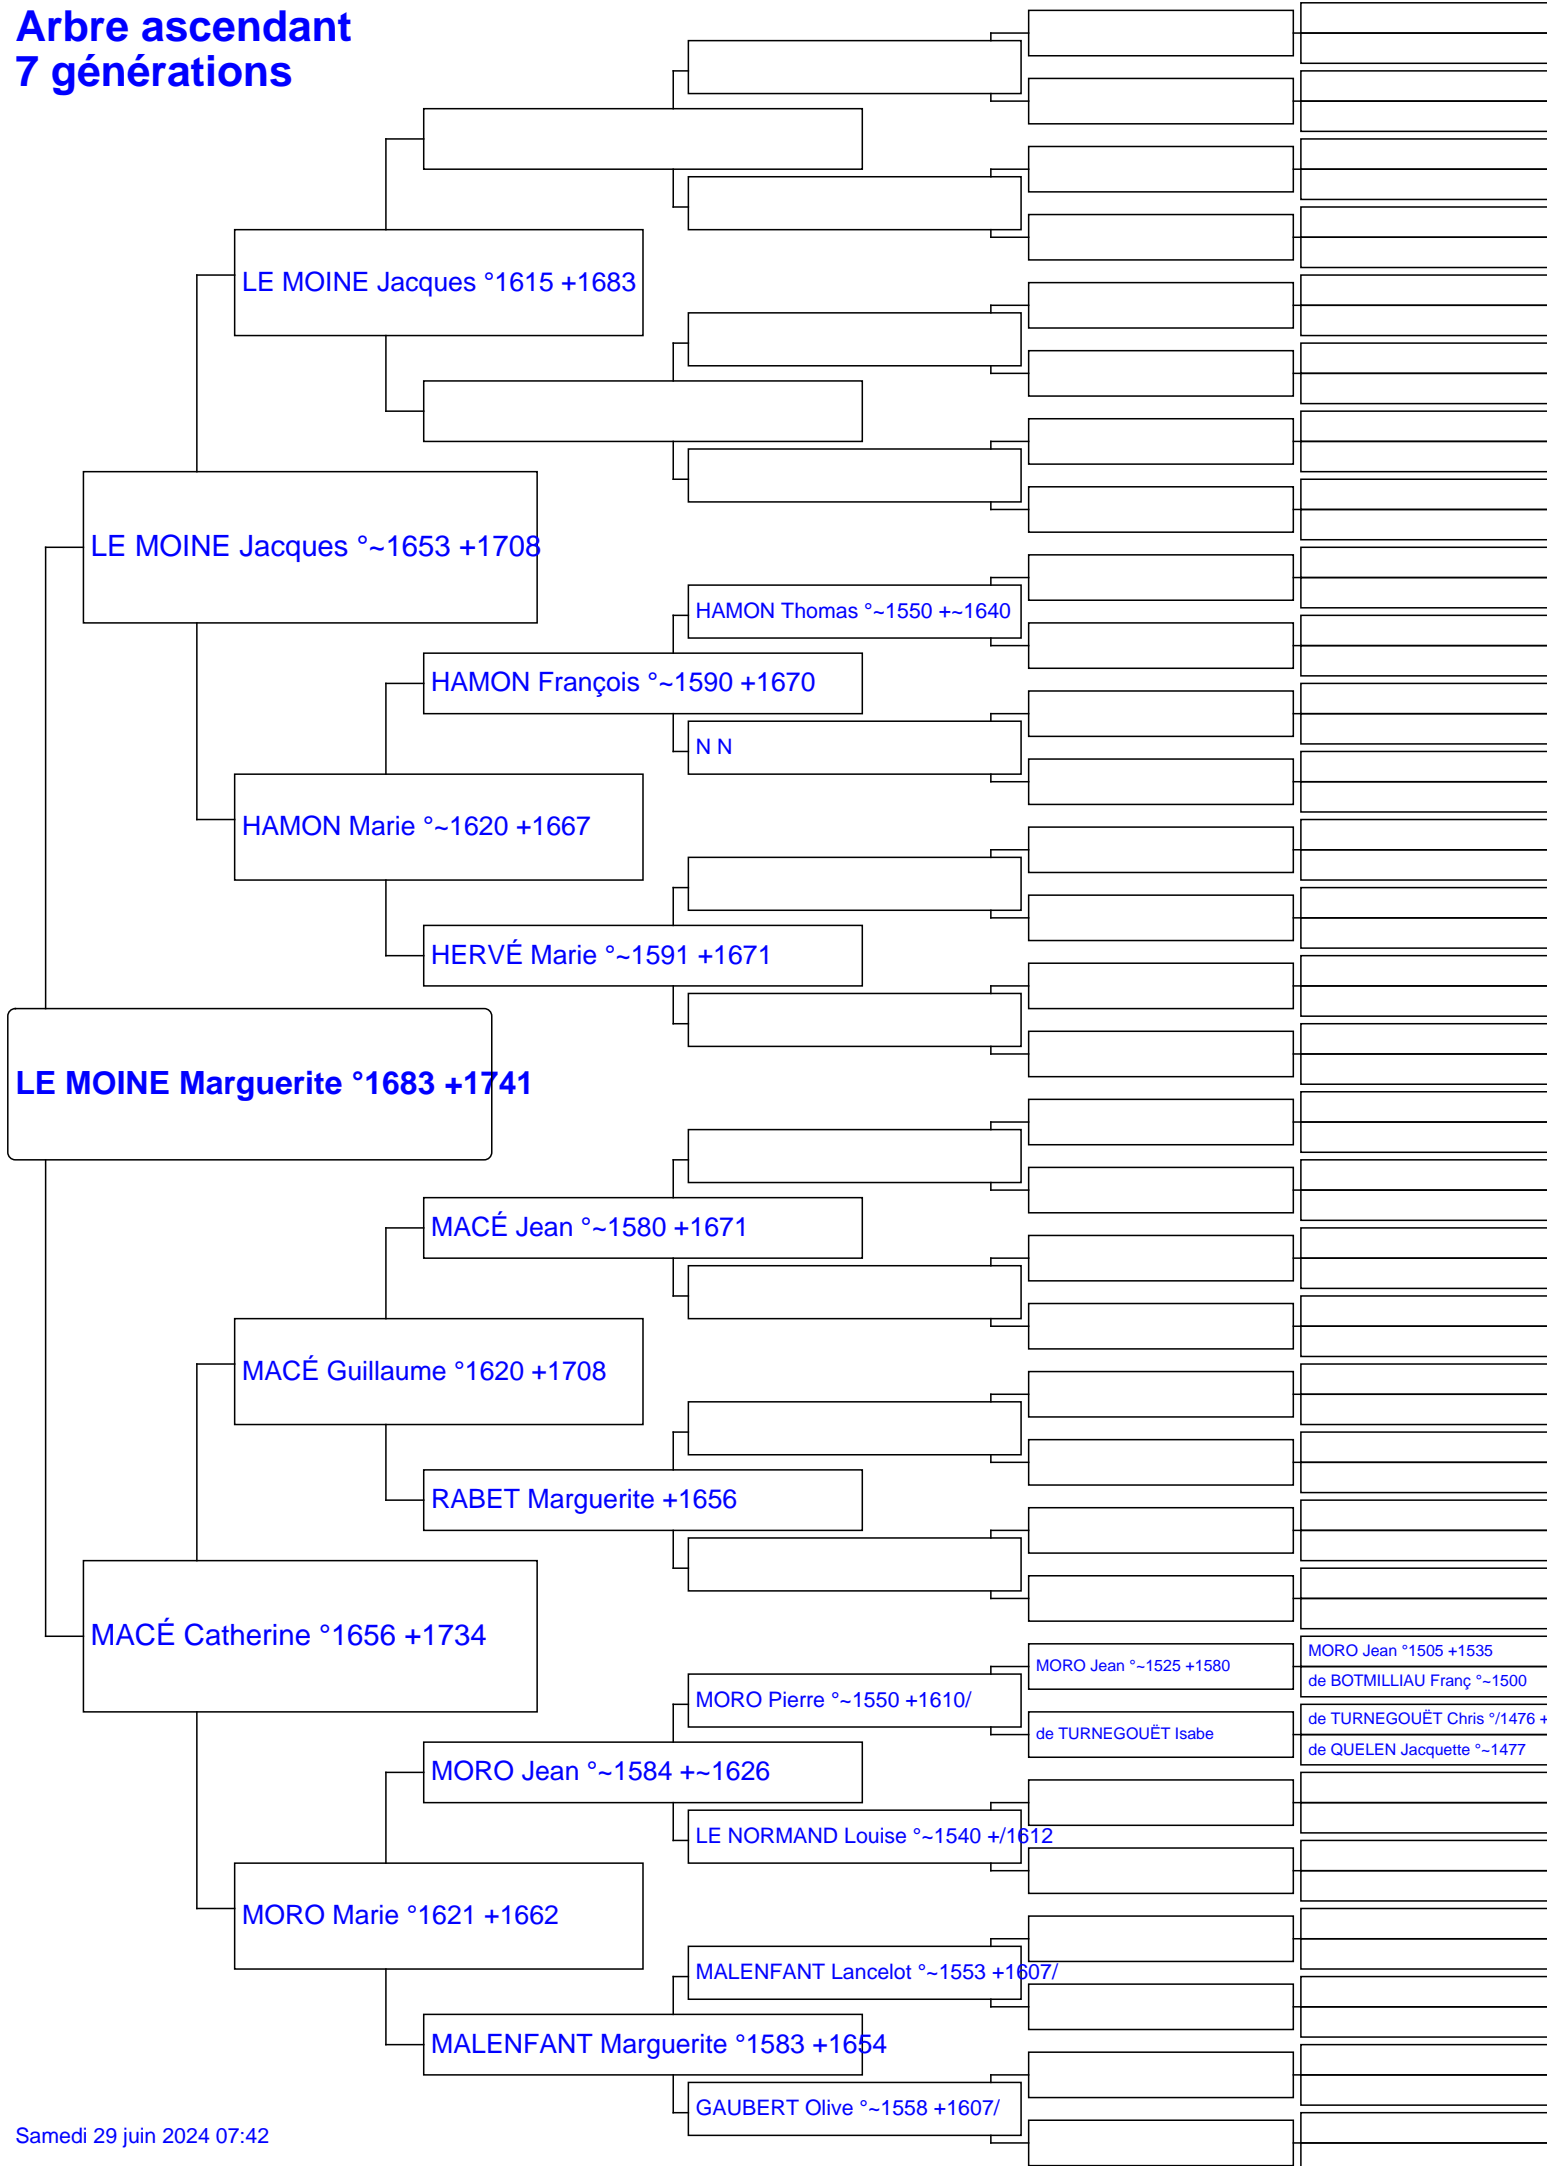 Arbre ascendant
7 générations
LE MOINE Jacques °1615 +1683
LE MOINE Jacques °~1653 +1708
HAMON Thomas °~1550 +~1640
HAMON François °~1590 +1670
N N
HAMON Marie °~1620 +1667
HERVÉ Marie °~1591 +1671
LE MOINE Marguerite °1683 +1741
MACÉ Jean °~1580 +1671
MACÉ Guillaume °1620 +1708
RABET Marguerite +1656
MACÉ Catherine °1656 +1734
MORO Jean °1505 +1535
MORO Jean °~1525 +1580
de BOTMILLIAU Franç °~1500
MORO Pierre °~1550 +1610/
de TURNEGOUËT Chris °/1476 +
de TURNEGOUËT Isabe
de QUELEN Jacquette °~1477
MORO Jean °~1584 +~1626
LE NORMAND Louise °~1540 +/1612
MORO Marie °1621 +1662
MALENFANT Lancelot °~1553 +1607/
MALENFANT Marguerite °1583 +1654
GAUBERT Olive °~1558 +1607/
Samedi 29 juin 2024 07:42